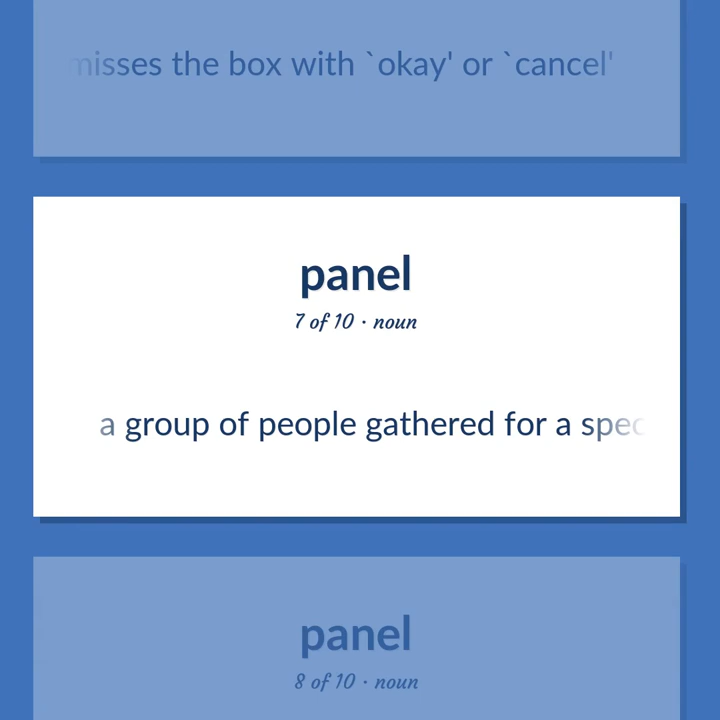 misses the box with `okay' or `cancel'
panel
7 of 10 · noun
a group of people gathered for a spec
panel
8 of 10 · noun